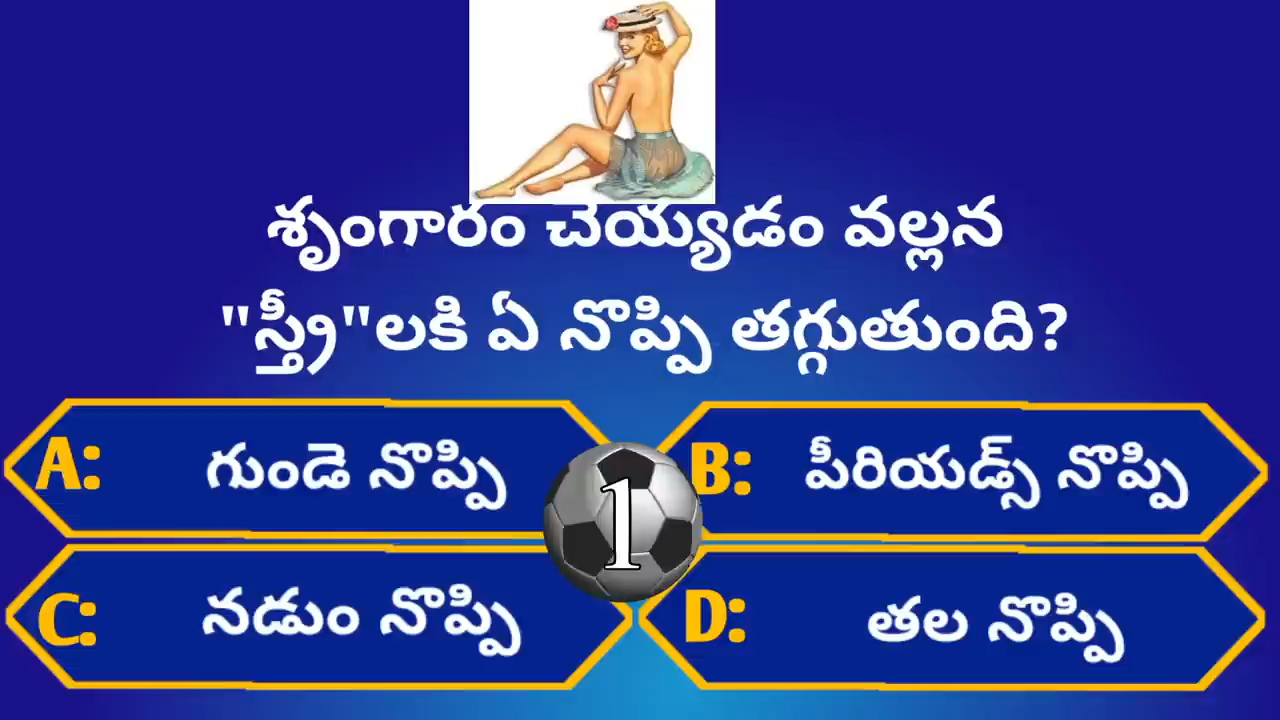 శృంగారం చెయ్యడం వల్లన
"స్త్రీ"లకి ఏ నొప్పి తగ్గుతుంది?
A: గుండె నొప్పి
B: పీరియడ్స్ నొప్పి
1
C: నడుం నొప్పి
D: తల నొప్పి